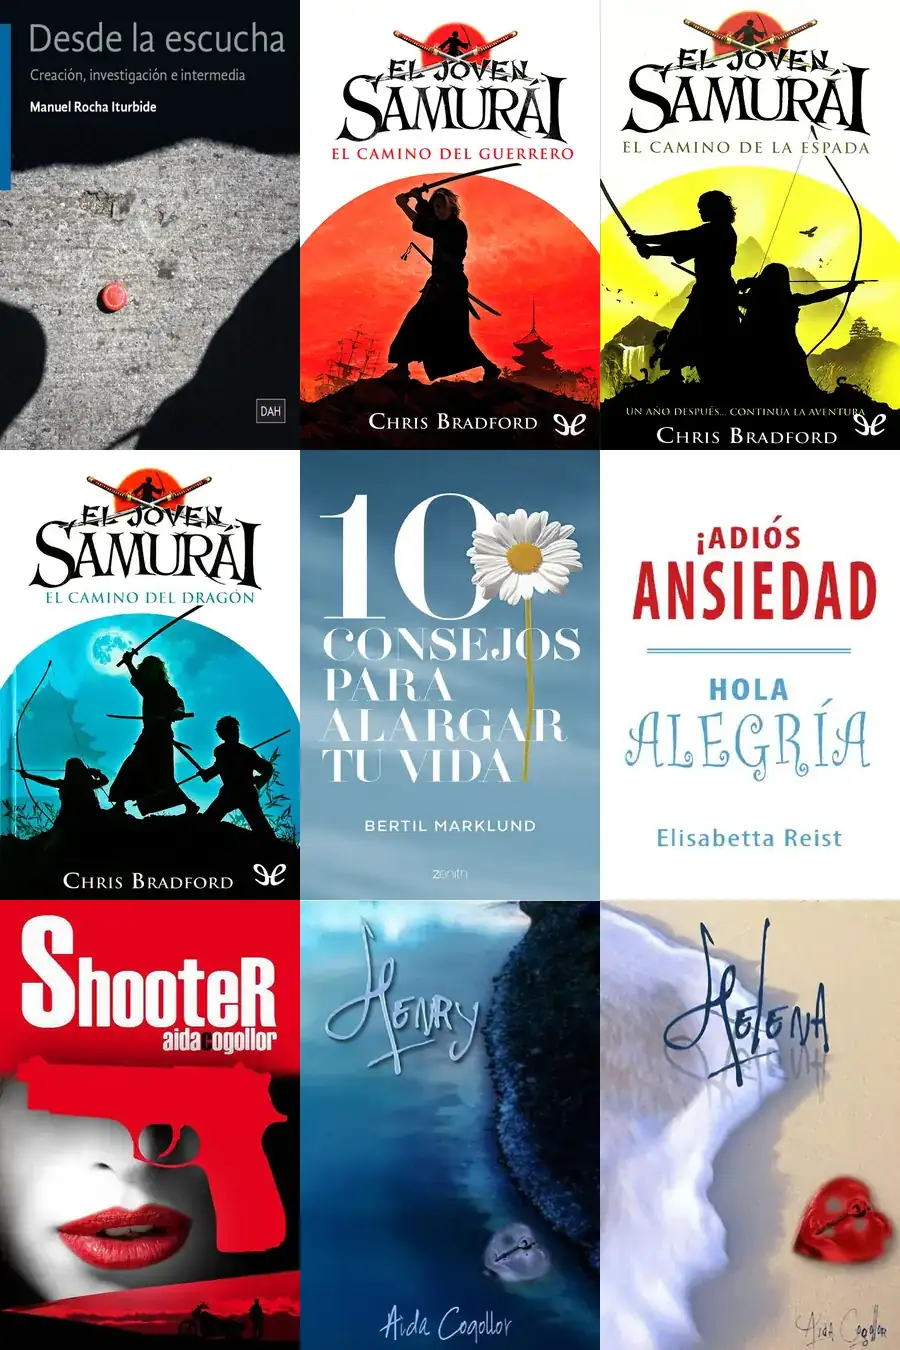 Desde la escucha
Creación, investigación e intermedia
Manuel Rocha Iturbide
DAH
EL JOVEN
SAMURÁI
EL CAMINO DEL GUERRERO
CHRIS BRADFORD
EL JOVEN
SAMURÁI
EL CAMINO DE LA ESPADA
UN AÑO DESPUÉS... CONTINUA LA AVENTURA
CHRIS BRADFORD
EL JOVEN
SAMURÁI
EL CAMINO DEL DRAGÓN
CHRIS BRADFORD
10
CONSEJOS
PARA
ALARGAR
TU VIDA
BERTIL MARKLUND
zenith
¡ADIÓS
ANSIEDAD
HOLA
ALEGRÍA
Elisabetta Reist
ShooteR
aidacogollor
HENRY
Aida Cogollor
HELENA
Aida Cogollor